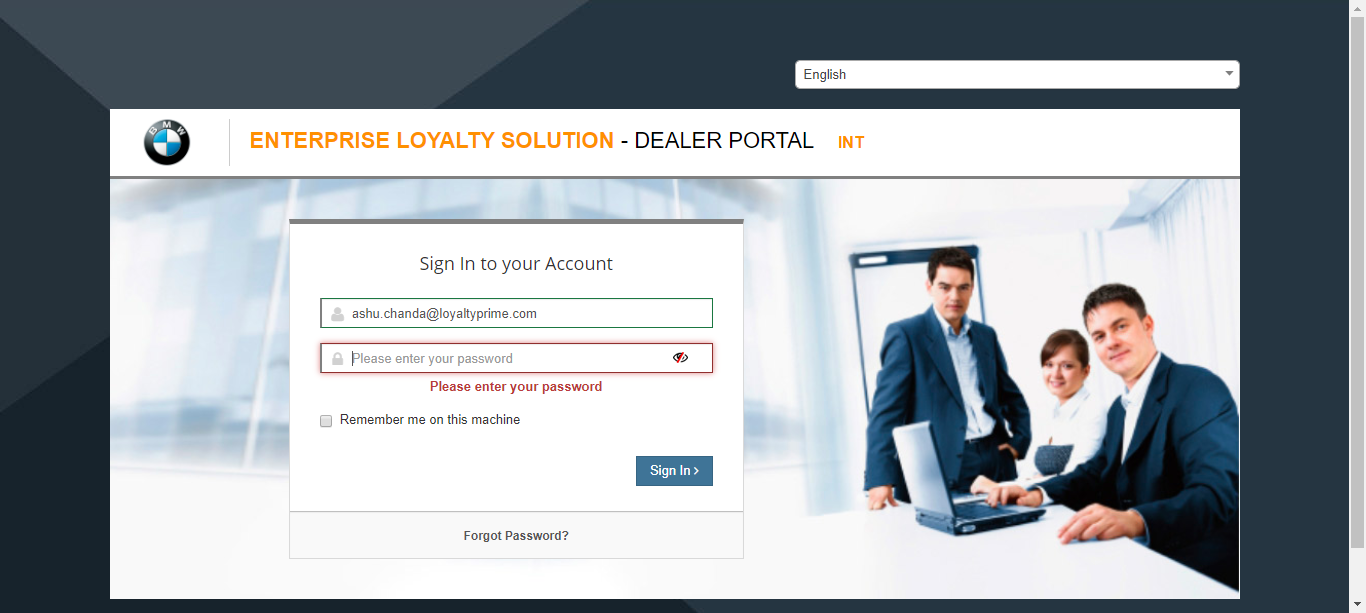 English
BMW
ENTERPRISE LOYALTY SOLUTION - DEALER PORTAL INT
Sign In to your Account
ashu.chanda@loyaltyprime.com
Please enter your password
Please enter your password
Remember me on this machine
Sign In ›
Forgot Password?